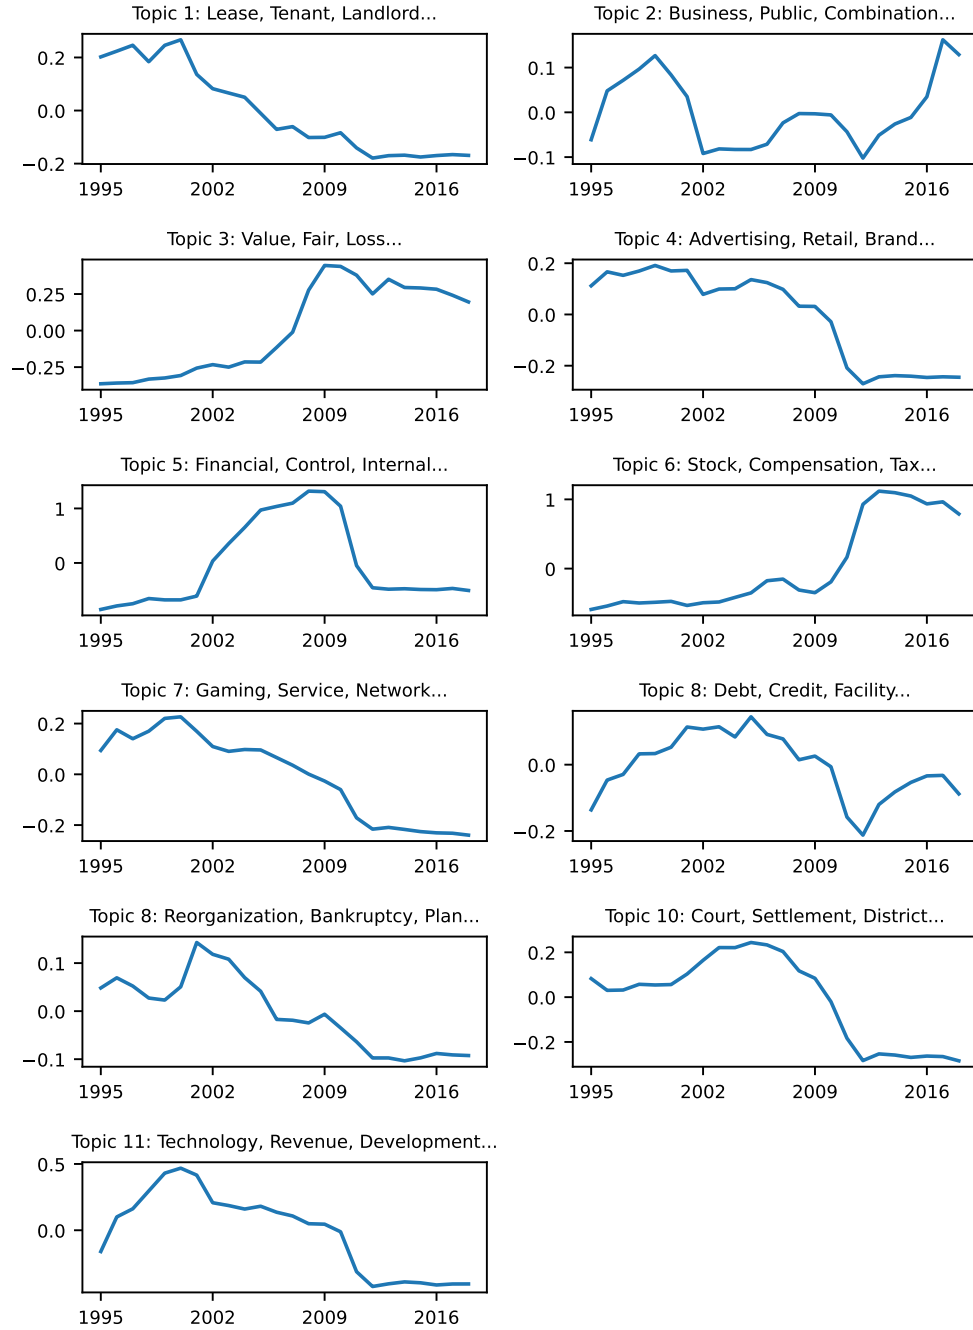 Topic 1: Lease, Tenant, Landlord...
0.2
0.0
−0.2
1995 2002 2009 2016
Topic 2: Business, Public, Combination...
0.1
0.0
−0.1
1995 2002 2009 2016
Topic 3: Value, Fair, Loss...
0.25
0.00
−0.25
1995 2002 2009 2016
Topic 4: Advertising, Retail, Brand...
0.2
0.0
−0.2
1995 2002 2009 2016
Topic 5: Financial, Control, Internal...
1
0
1995 2002 2009 2016
Topic 6: Stock, Compensation, Tax...
1
0
1995 2002 2009 2016
Topic 7: Gaming, Service, Network...
0.2
0.0
−0.2
1995 2002 2009 2016
Topic 8: Debt, Credit, Facility...
0.0
−0.2
1995 2002 2009 2016
Topic 8: Reorganization, Bankruptcy, Plan...
0.1
0.0
−0.1
1995 2002 2009 2016
Topic 10: Court, Settlement, District...
0.2
0.0
−0.2
1995 2002 2009 2016
Topic 11: Technology, Revenue, Development...
0.5
0.0
1995 2002 2009 2016